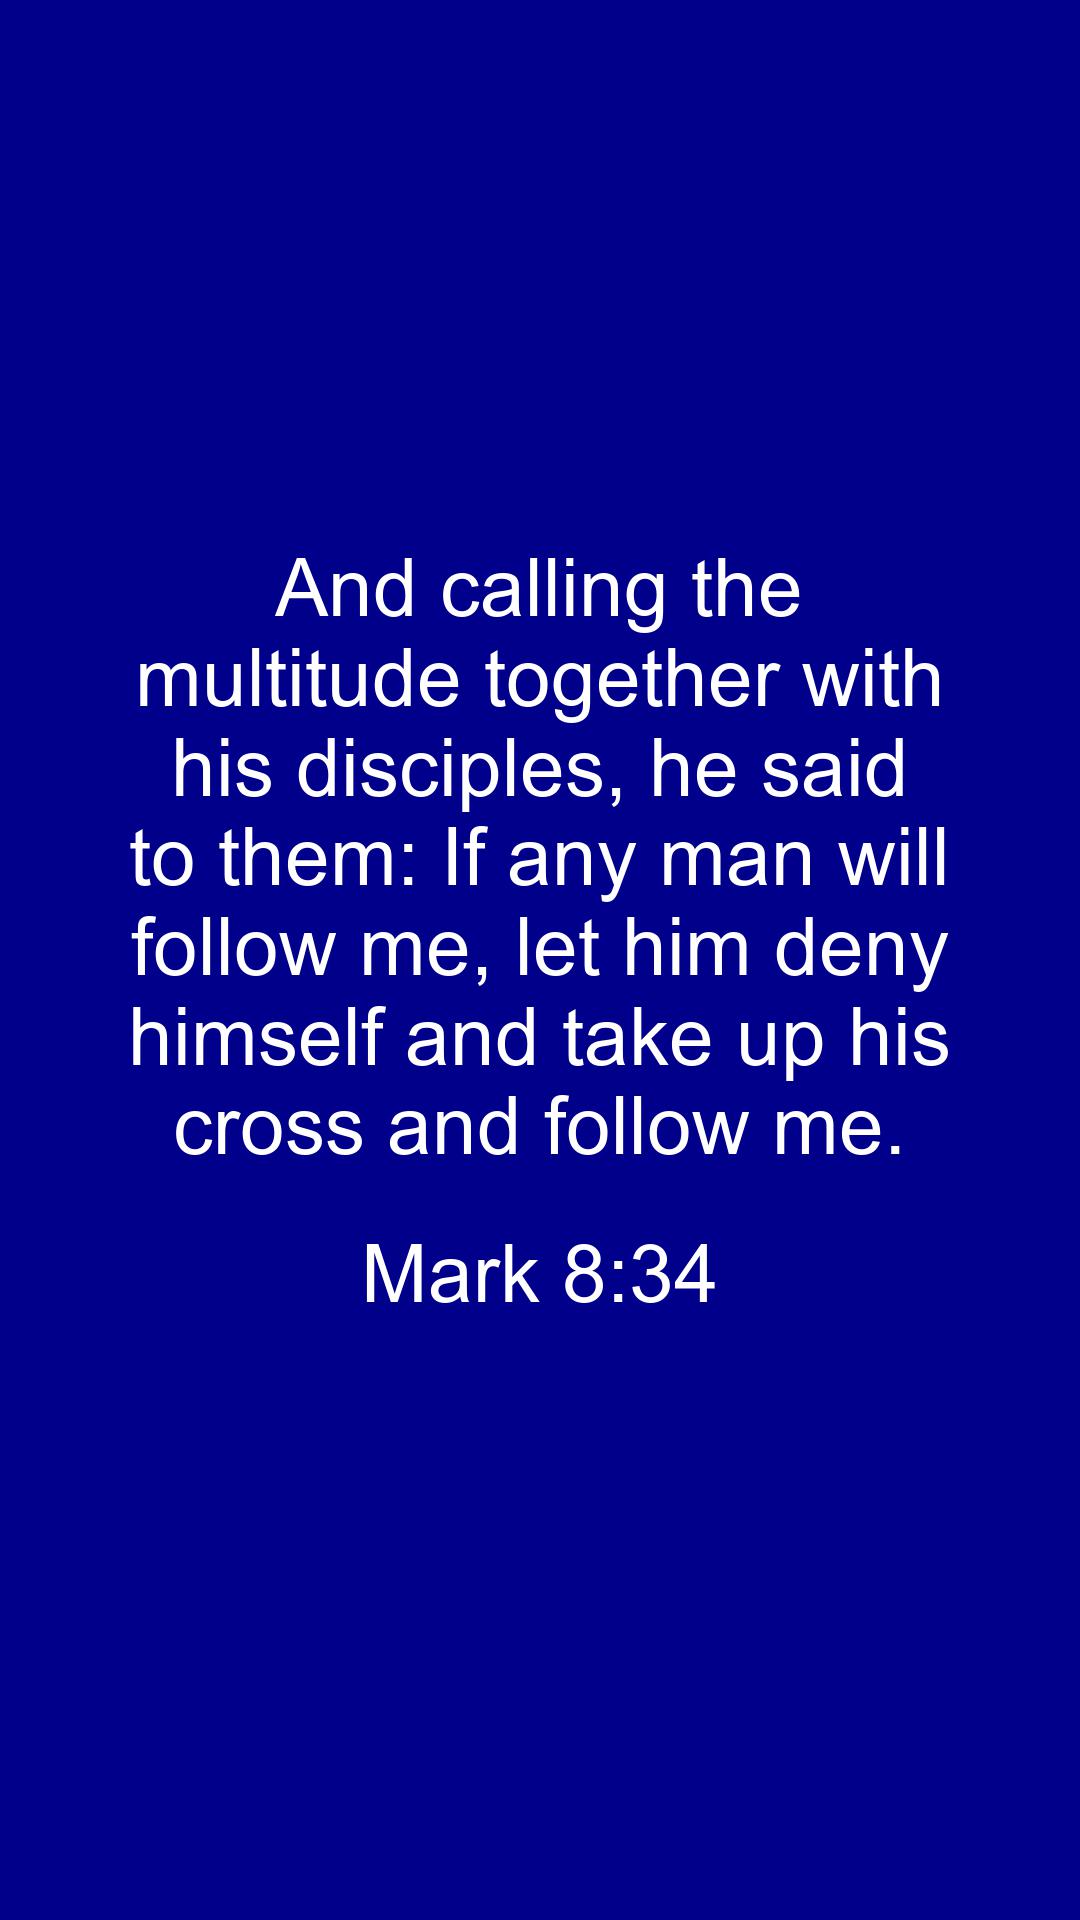 And calling the
multitude together with
his disciples, he said
to them: If any man will
follow me, let him deny
himself and take up his
cross and follow me.
Mark 8:34